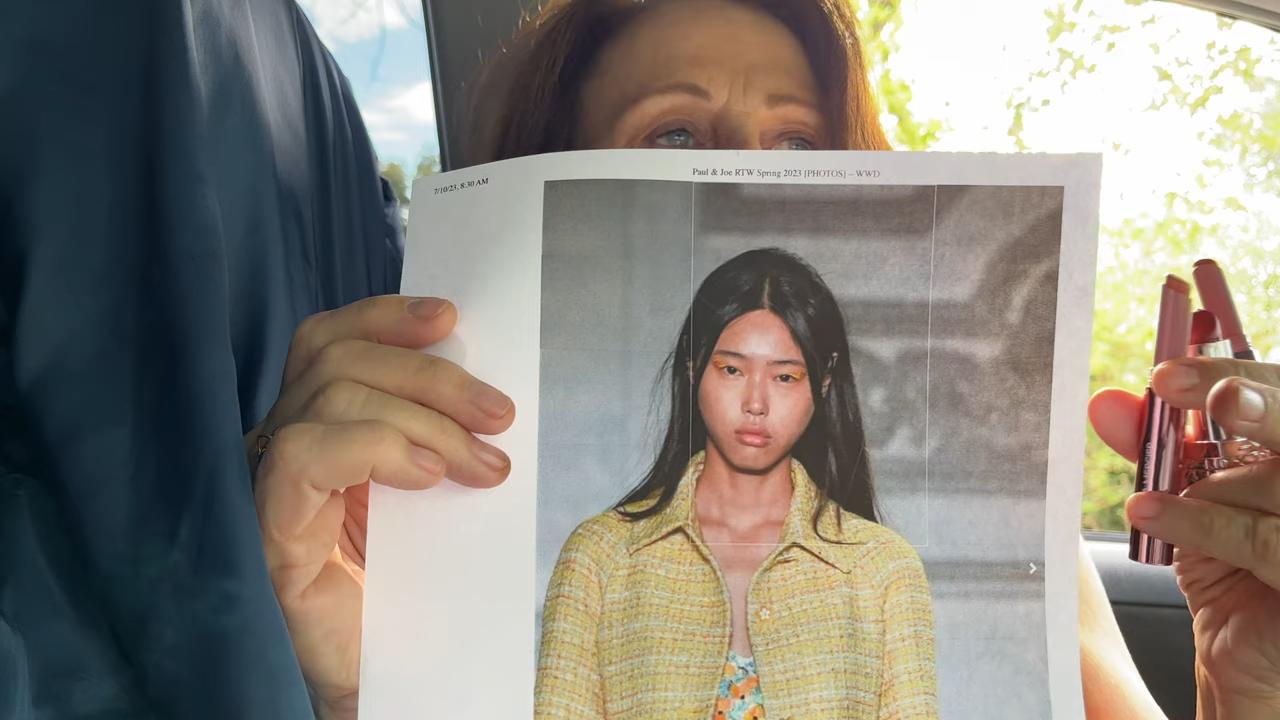 7/10/23, 8:30 AM
Paul & Joe RTW Spring 2023 [PHOTOS] – WWD